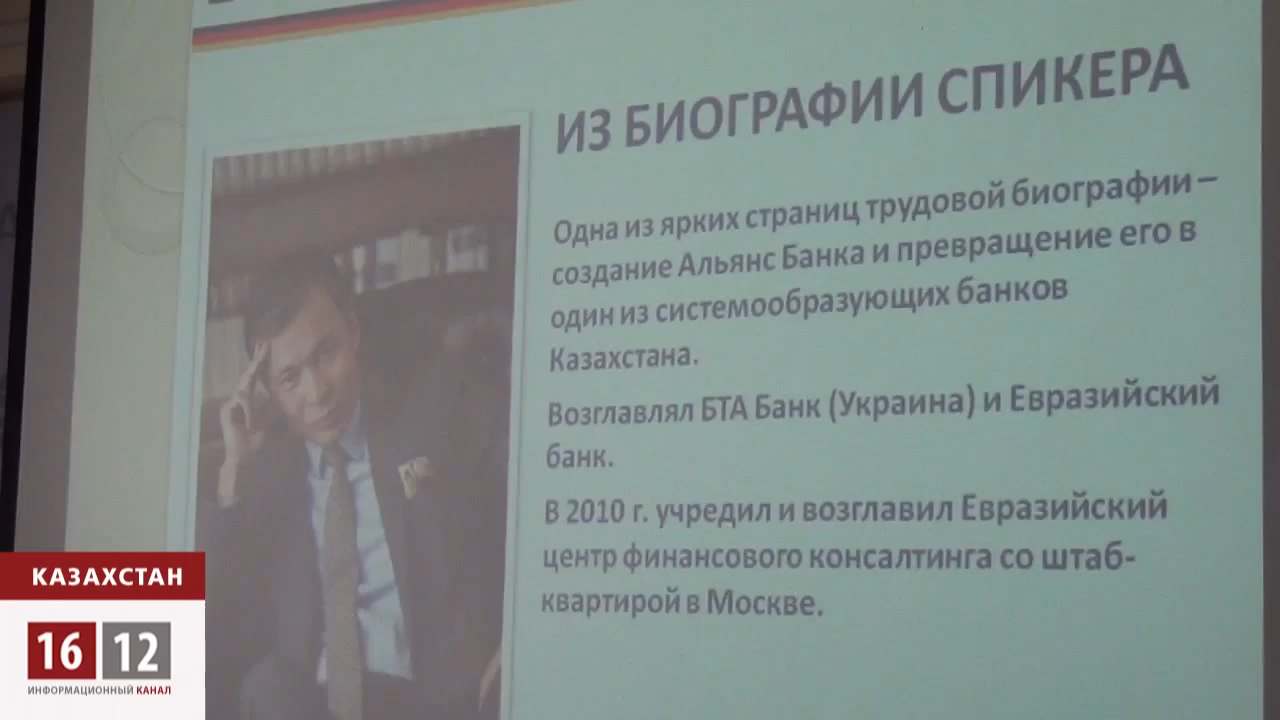 ИЗ БИОГРАФИИ СПИКЕРА
Одна из ярких страниц трудовой биографии –
создание Альянс Банка и превращение его в
один из системообразующих банков
Казахстана.
Возглавлял БТА Банк (Украина) и Евразийский
банк.
В 2010 г. учредил и возглавил Евразийский
центр финансового консалтинга со штаб-
квартирой в Москве.
КАЗАХСТАН
16 12
ИНФОРМАЦИОННЫЙ КАНАЛ